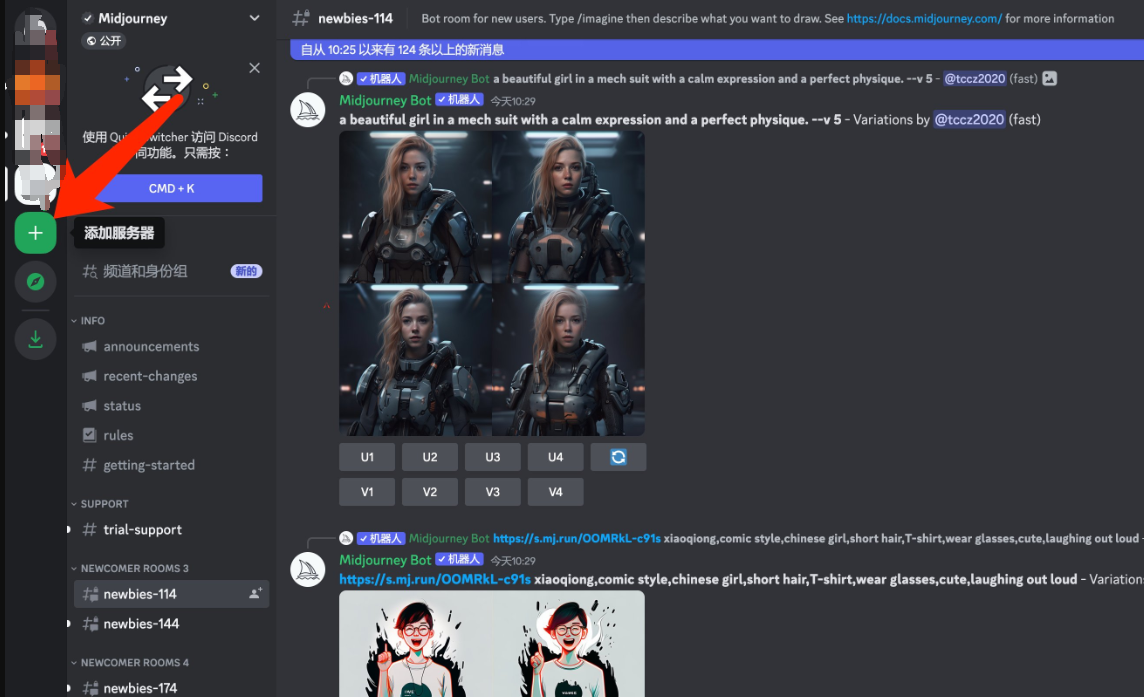 Midjourney
公开
使用 Qui witcher 访问 Discord
同功能。只需按：
CMD + K
添加服务器
频道和身份组 新的
INFO
announcements
recent-changes
status
rules
getting-started
SUPPORT
trial-support
NEWCOMER ROOMS 3
newbies-114
newbies-144
NEWCOMER ROOMS 4
newbies-174
newbies-114 Bot room for new users. Type /imagine then describe what you want to draw. See https://docs.midjourney.com/ for more information
自从 10:25 以来有 124 条以上的新消息
机器人 Midjourney Bot a beautiful girl in a mech suit with a calm expression and a perfect physique. --v 5 - @tccz2020 (fast)
Midjourney Bot 机器人 今天10:29
a beautiful girl in a mech suit with a calm expression and a perfect physique. --v 5 - Variations by @tccz2020 (fast)
U1 U2 U3 U4
V1 V2 V3 V4
机器人 Midjourney Bot https://s.mj.run/OOMRkL-c91s xiaoqiong,comic style,chinese girl,short hair,T-shirt,wear glasses,cute,laughing out loud -
Midjourney Bot 机器人 今天10:29
https://s.mj.run/OOMRkL-c91s xiaoqiong,comic style,chinese girl,short hair,T-shirt,wear glasses,cute,laughing out loud - Variations